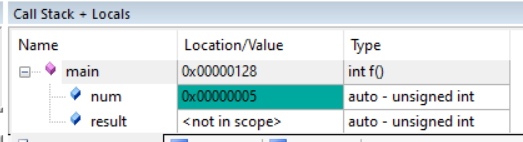 Call Stack + Locals
Name Location/Value Type
main 0x00000128 int f()
num 0x00000005 auto - unsigned int
result <not in scope> auto - unsigned int